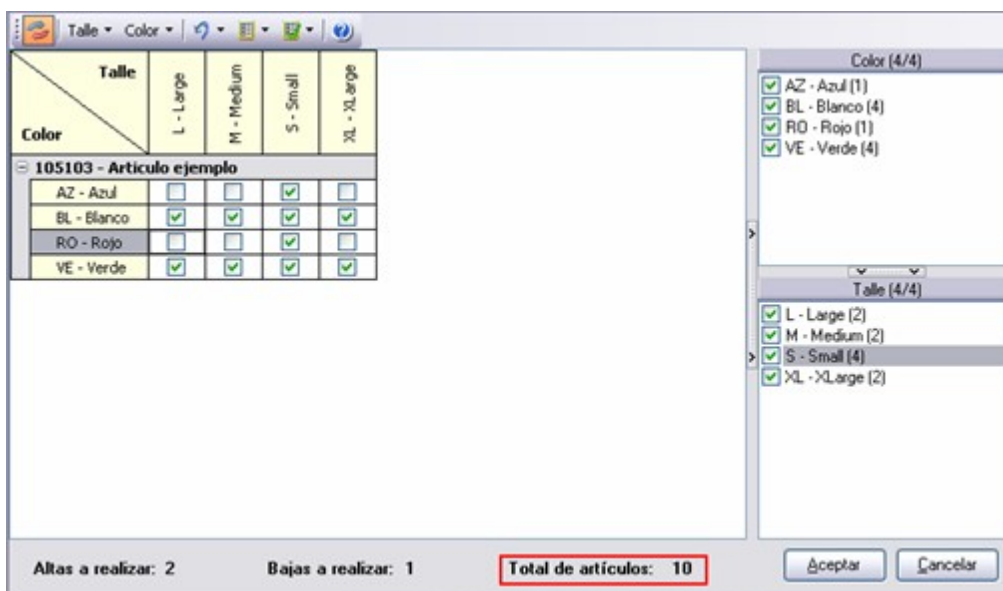 Talle Color
Talle
Color
L - Large
M - Medium
S - Small
XL - XLarge
105103 - Artículo ejemplo
AZ - Azul
BL - Blanco
RO - Rojo
VE - Verde
Color (4/4)
AZ - Azul (1)
BL - Blanco (4)
RO - Rojo (1)
VE - Verde (4)
Talle (4/4)
L - Large (2)
M - Medium (2)
S - Small (4)
XL - XLarge (2)
Altas a realizar: 2 Bajas a realizar: 1 Total de artículos: 10
Aceptar Cancelar